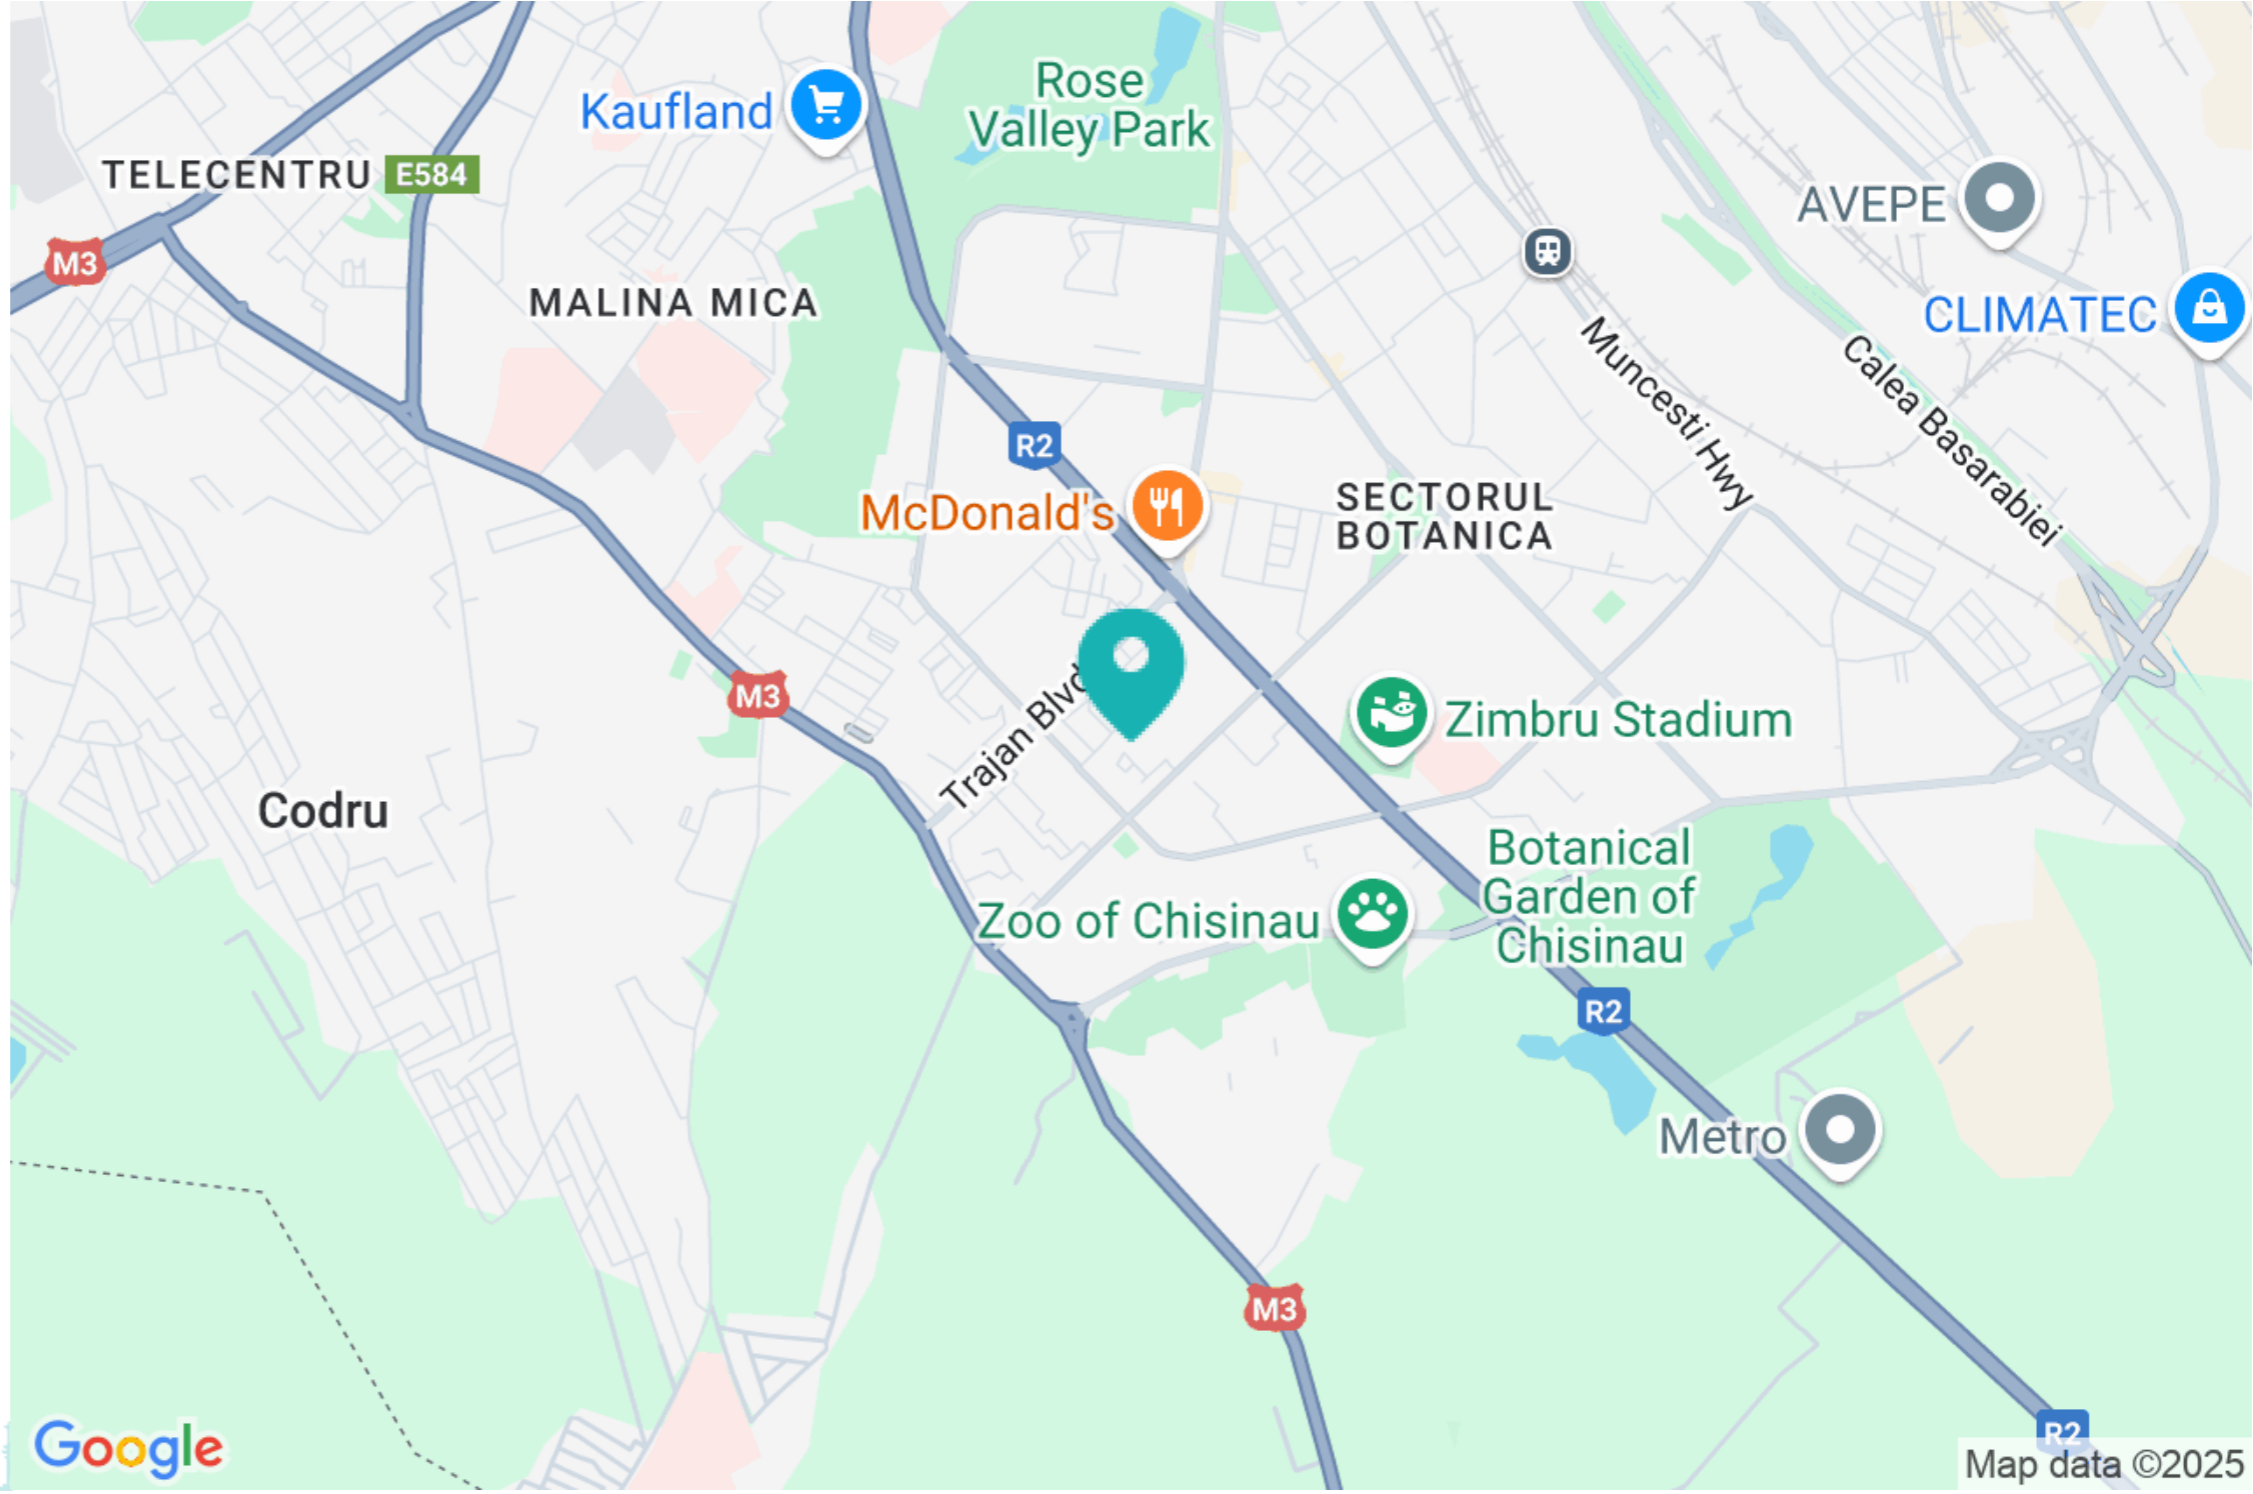 Rose
Valley Park
Kaufland
TELECENTRU
E584
AVEPE
M3
MALINA MICA
CLIMATEC
Muncesti Hwy
Calea Basarabiei
R2
McDonald's
SECTORUL
BOTANICA
Trajan Blvd
M3
Zimbru Stadium
Codru
Botanical
Garden of
Chisinau
Zoo of Chisinau
R2
Metro
M3
R2
Google
Map data ©2025